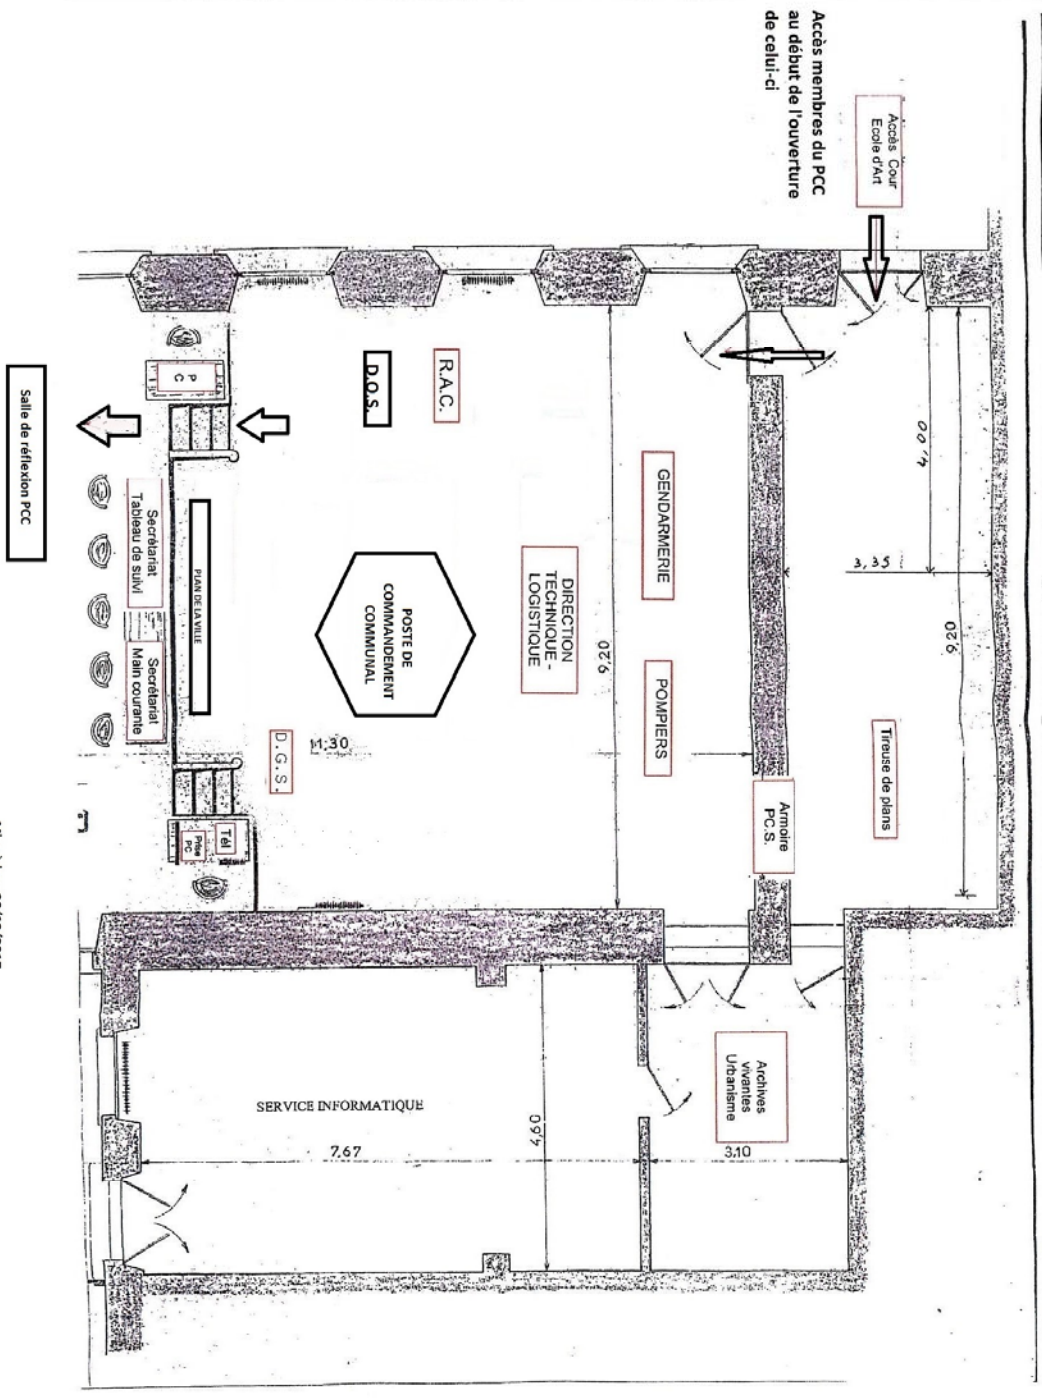 Accès membres du PCC
au début de l'ouverture
de celui-ci
Accès Cour
Ecole d'Art
4,00
9,20
3,35
Tireuse de plans
Armoire
PC.S.
GENDARMERIE
POMPIERS
9,20
R.A.C.
D.O.S.
DIRECTION
TECHNIQUE -
LOGISTIQUE
POSTE DE
COMMANDEMENT
COMMUNAL
11,30
D.G.S.
PLAN DE LA VILLE
P
C
Secrétariat
Tableau de suivi
Secrétariat
Main courante
Tél
Prise
PC
Salle de réflexion PCC
Archives
vivantes
Urbanisme
3,10
SERVICE INFORMATIQUE
7,67
4,60